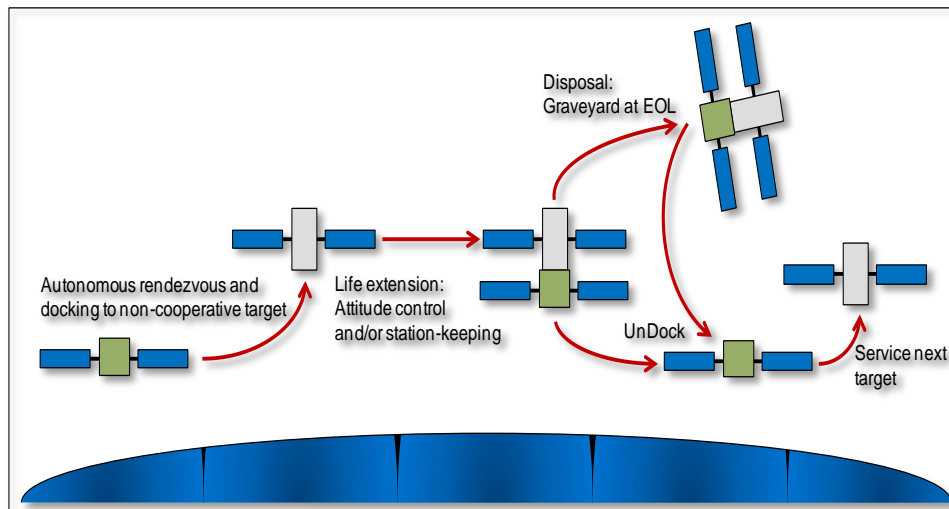 Disposal:
Graveyard at EOL
Autonomous rendezvous and
docking to non-cooperative target
Life extension:
Attitude control
and/or station-keeping
UnDock
Service next
target